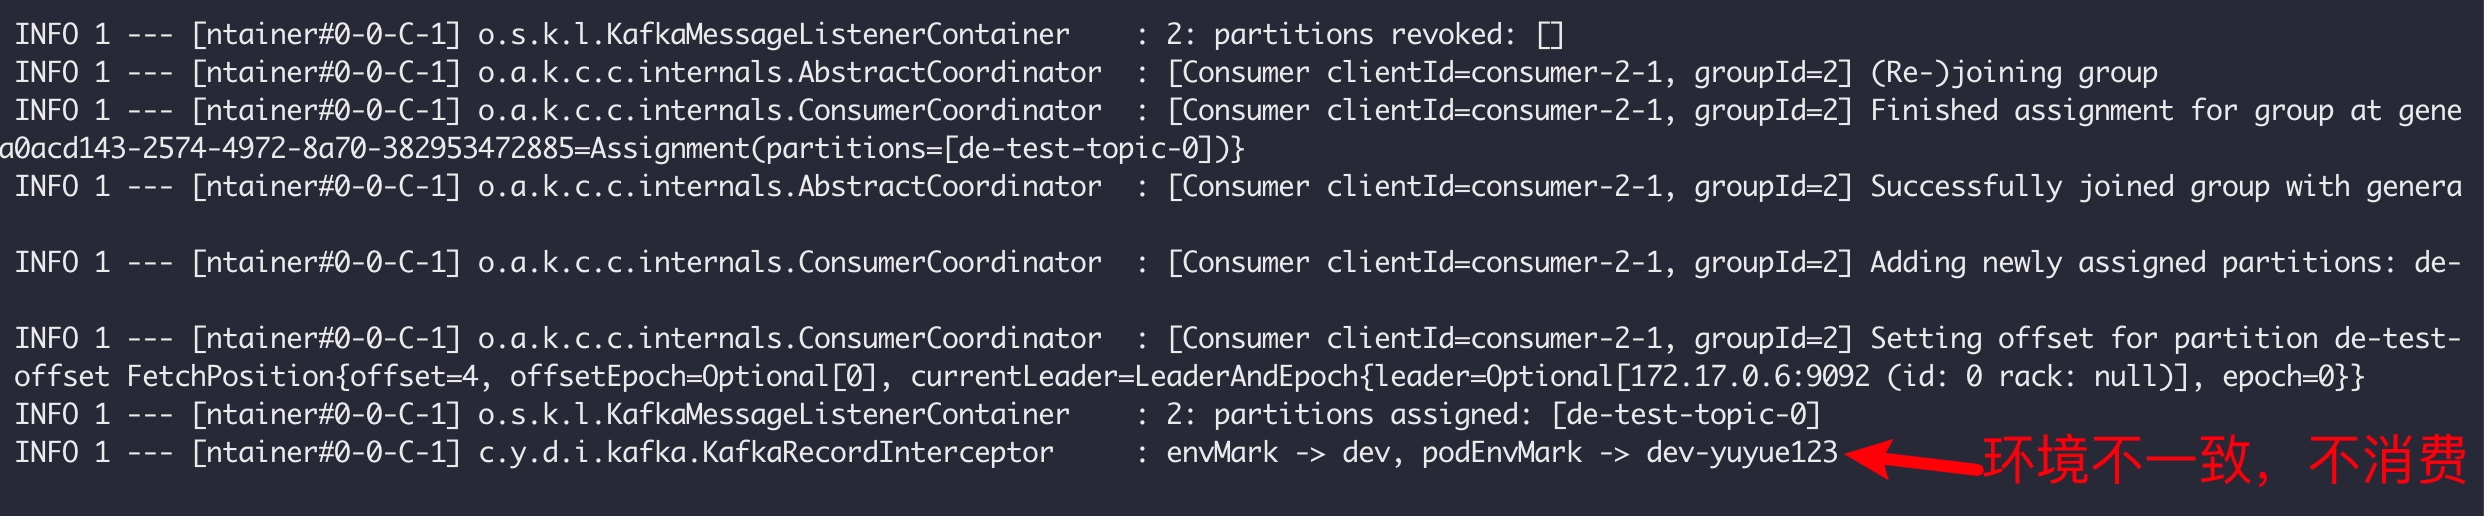 INFO 1 --- [ntainer#0-0-C-1] o.s.k.l.KafkaMessageListenerContainer    : 2: partitions revoked: []
INFO 1 --- [ntainer#0-0-C-1] o.a.k.c.c.internals.AbstractCoordinator  : [Consumer clientId=consumer-2-1, groupId=2] (Re-)joining group
INFO 1 --- [ntainer#0-0-C-1] o.a.k.c.c.internals.ConsumerCoordinator  : [Consumer clientId=consumer-2-1, groupId=2] Finished assignment for group at gene
a0acd143-2574-4972-8a70-382953472885=Assignment(partitions=[de-test-topic-0])}
INFO 1 --- [ntainer#0-0-C-1] o.a.k.c.c.internals.AbstractCoordinator  : [Consumer clientId=consumer-2-1, groupId=2] Successfully joined group with genera
INFO 1 --- [ntainer#0-0-C-1] o.a.k.c.c.internals.ConsumerCoordinator  : [Consumer clientId=consumer-2-1, groupId=2] Adding newly assigned partitions: de-
INFO 1 --- [ntainer#0-0-C-1] o.a.k.c.c.internals.ConsumerCoordinator  : [Consumer clientId=consumer-2-1, groupId=2] Setting offset for partition de-test-
offset FetchPosition{offset=4, offsetEpoch=Optional[0], currentLeader=LeaderAndEpoch{leader=Optional[172.17.0.6:9092 (id: 0 rack: null)], epoch=0}}
INFO 1 --- [ntainer#0-0-C-1] o.s.k.l.KafkaMessageListenerContainer    : 2: partitions assigned: [de-test-topic-0]
INFO 1 --- [ntainer#0-0-C-1] c.y.d.i.kafka.KafkaRecordInterceptor     : envMark -> dev, podEnvMark -> dev-yuyue123 环境不一致，不消费